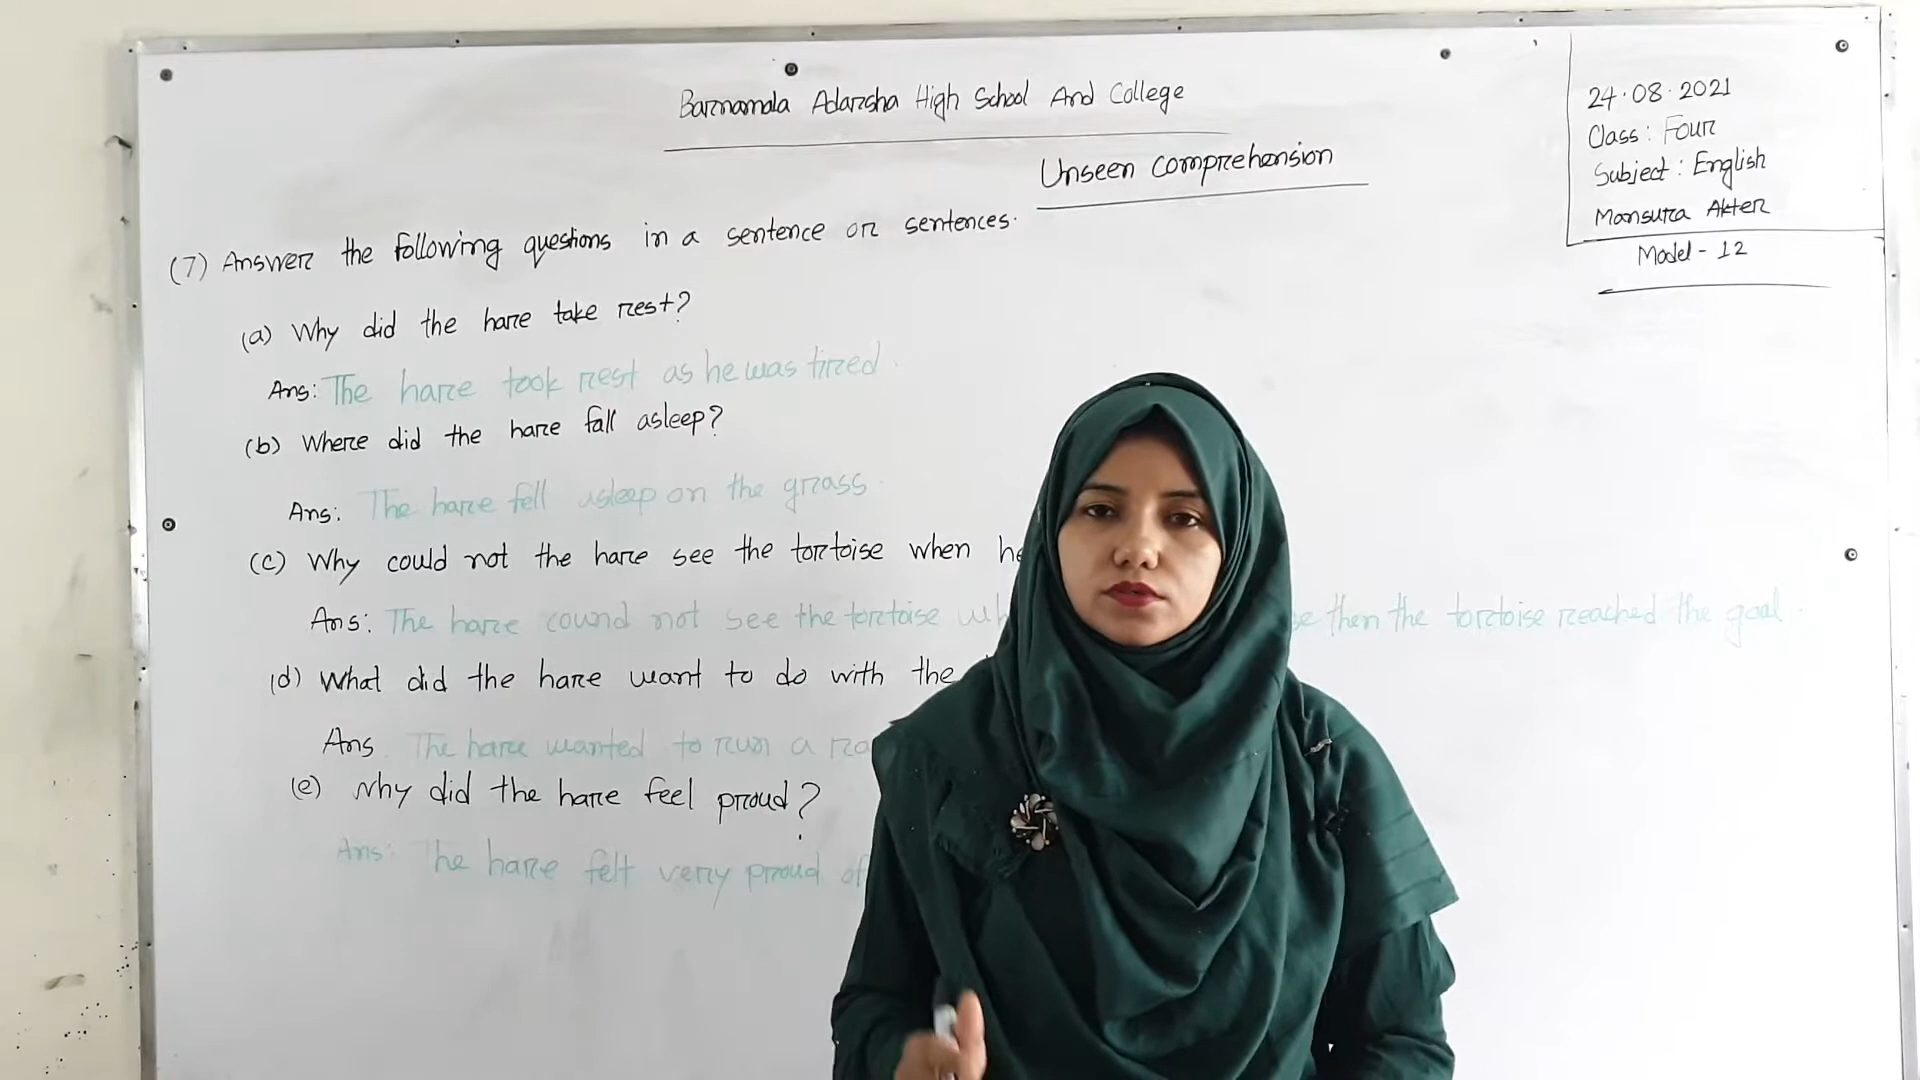 Barnamala Adarsha High School And College
Unseen comprehension
24.08.2021
Class: Four
Subject: English
Mansura Akter
Model-12
(7) Answer the following questions in a sentence or sentences.
(a) Why did the hare take rest?
Ans: The hare took rest as he was tired.
(b) Where did the hare fall asleep?
Ans: The hare fell asleep on the grass.
(c) Why could not the hare see the tortoise when he
Ans: The hare cound not see the tortoise then the tortoise reached the goal.
(d) What did the hare want to do with the
Ans. The hare wanted to run a
(e) Why did the hare feel proud?
Ans: The hare felt very proud of